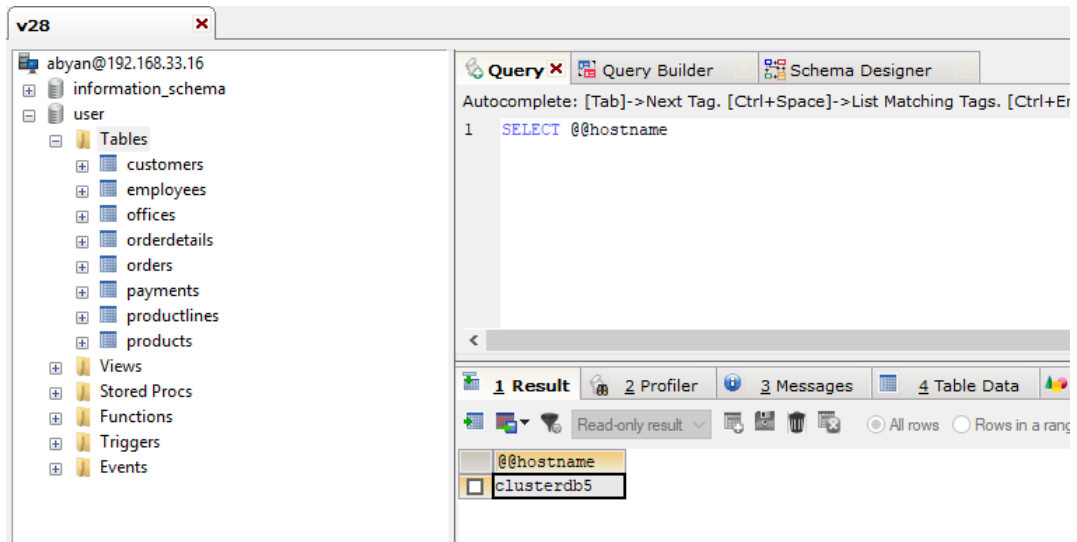 v28
abyan@192.168.33.16
information_schema
user
Tables
customers
employees
offices
orderdetails
orders
payments
productlines
products
Views
Stored Procs
Functions
Triggers
Events
Query Query Builder Schema Designer
Autocomplete: [Tab]->Next Tag. [Ctrl+Space]->List Matching Tags. [Ctrl+En
1 SELECT @@hostname
1 Result 2 Profiler 3 Messages 4 Table Data
Read-only result All rows Rows in a rang
@@hostname
clusterdb5